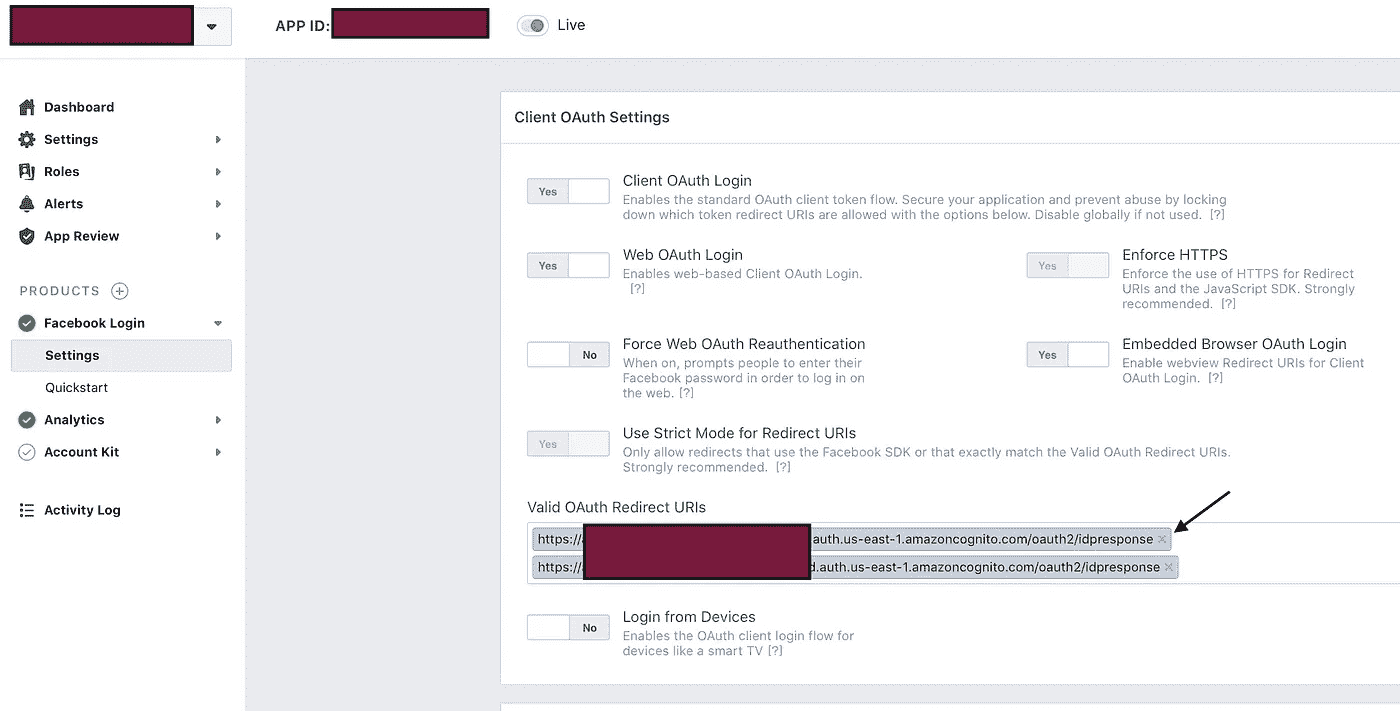 APP ID:
Live
Dashboard
Settings
Roles
Alerts
App Review
PRODUCTS
Facebook Login
Settings
Quickstart
Analytics
Account Kit
Activity Log
Client OAuth Settings
Yes
Client OAuth Login
Enables the standard OAuth client token flow. Secure your application and prevent abuse by locking
down which token redirect URIs are allowed with the options below. Disable globally if not used. [?]
Yes
Web OAuth Login
Enables web-based Client OAuth Login.
[?]
Yes
Enforce HTTPS
Enforce the use of HTTPS for Redirect
URIs and the JavaScript SDK. Strongly
recommended. [?]
No
Force Web OAuth Reauthentication
When on, prompts people to enter their
Facebook password in order to log in on
the web. [?]
Yes
Embedded Browser OAuth Login
Enable webview Redirect URIs for Client
OAuth Login. [?]
Yes
Use Strict Mode for Redirect URIs
Only allow redirects that use the Facebook SDK or that exactly match the Valid OAuth Redirect URIs.
Strongly recommended. [?]
Valid OAuth Redirect URIs
https:// auth.us-east-1.amazoncognito.com/oauth2/idpresponse
https:// d.auth.us-east-1.amazoncognito.com/oauth2/idpresponse
No
Login from Devices
Enables the OAuth client login flow for
devices like a smart TV [?]